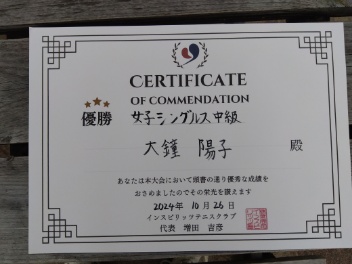 CERTIFICATE
OF COMMENDATION
優勝 女子シングルス中級
大鐘 陽子 殿
あなたは本大会において頭書の通り優秀な成績を
おさめましたのでその栄光を讃えます
2024年 10月 26日
インスピリッツテニスクラブ
代表 増田 吉彦